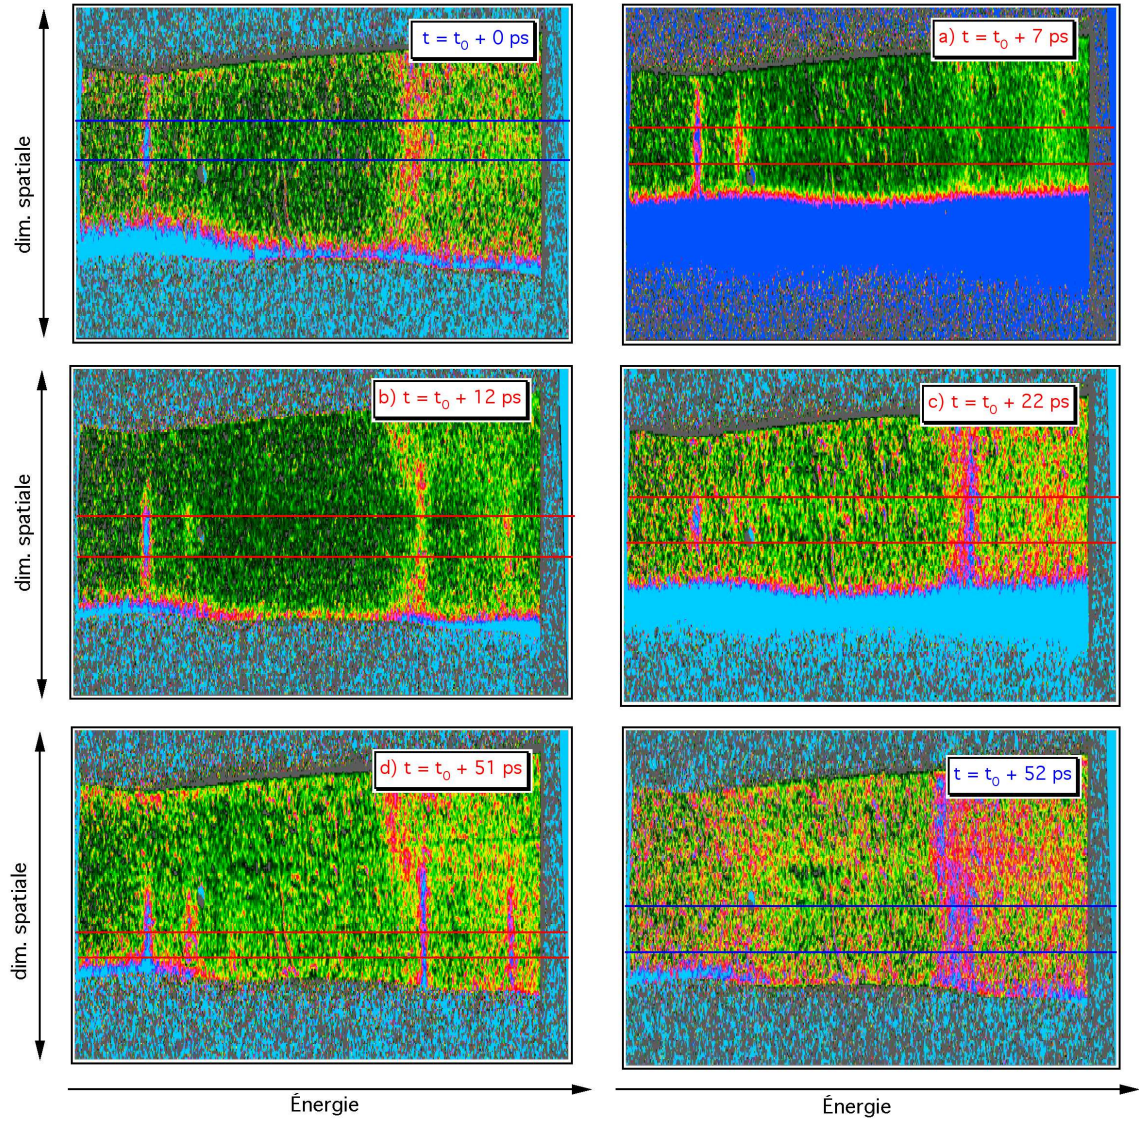 t = t0 + 0 ps
a) t = t0 + 7 ps
dim. spatiale
b) t = t0 + 12 ps
c) t = t0 + 22 ps
dim. spatiale
d) t = t0 + 51 ps
t = t0 + 52 ps
dim. spatiale
Énergie
Énergie